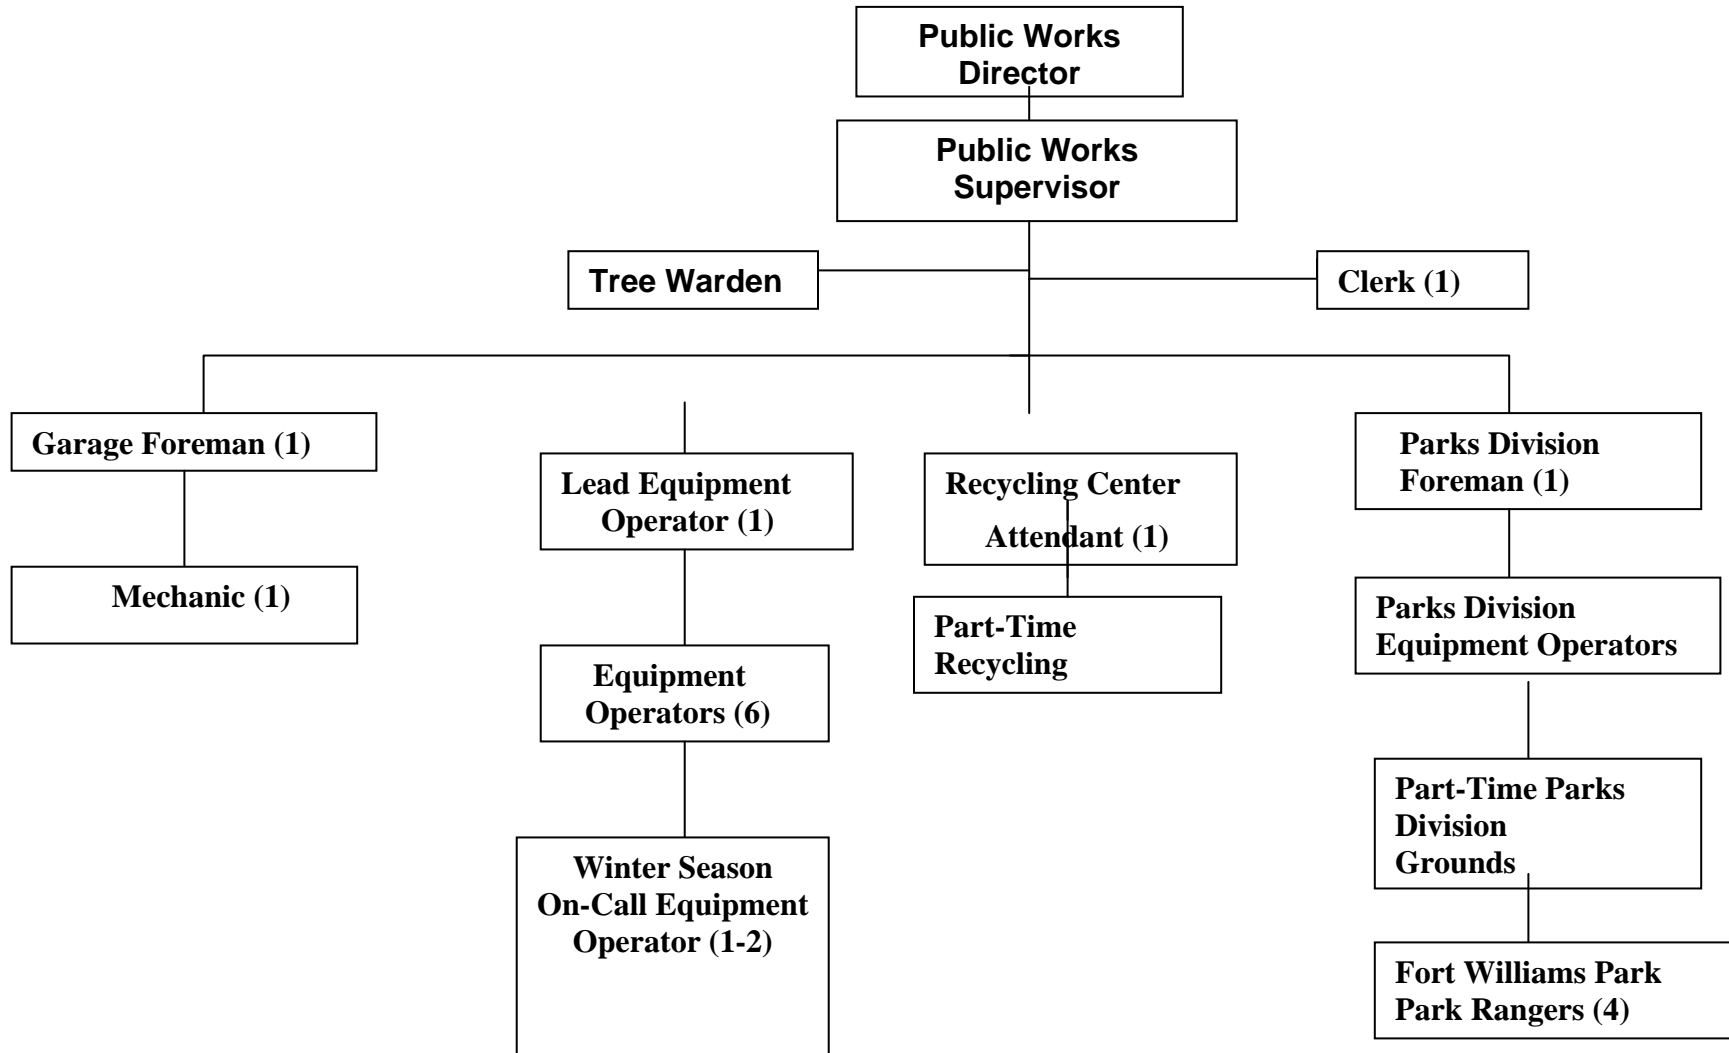 Public Works
Director
Public Works
Supervisor
Tree Warden
Clerk (1)
Garage Foreman (1)
Mechanic (1)
Lead Equipment
Operator (1)
Equipment
Operators (6)
Winter Season
On-Call Equipment
Operator (1-2)
Recycling Center
Attendant (1)
Part-Time
Recycling
Parks Division
Foreman (1)
Parks Division
Equipment Operators
Part-Time Parks
Division
Grounds
Fort Williams Park
Park Rangers (4)